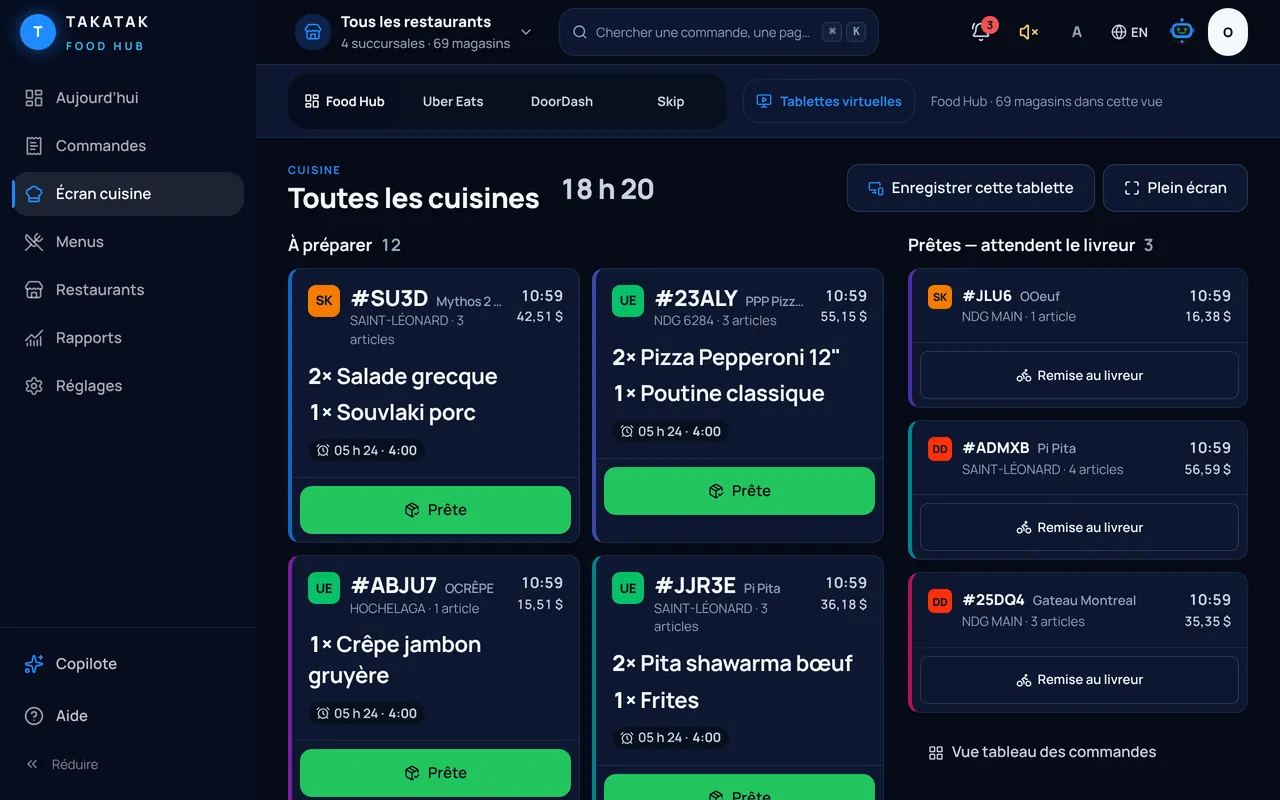 T
TAKATAK
FOOD HUB
Tous les restaurants
4 succursales · 69 magasins
Chercher une commande, une pag...
⌘ K
3
A
EN
O
Aujourd'hui
Commandes
Écran cuisine
Menus
Restaurants
Rapports
Réglages
Copilote
Aide
Réduire
Food Hub
Uber Eats
DoorDash
Skip
Tablettes virtuelles
Food Hub · 69 magasins dans cette vue
CUISINE
Toutes les cuisines
18 h 20
Enregistrer cette tablette
Plein écran
À préparer 12
SK
#SU3D Mythos 2 ...
10:59
SAINT-LÉONARD · 3 articles
42,51 $
2× Salade grecque
1× Souvlaki porc
05 h 24 · 4:00
Prête
UE
#23ALY PPP Pizz...
10:59
NDG 6284 · 3 articles
55,15 $
2× Pizza Pepperoni 12"
1× Poutine classique
05 h 24 · 4:00
Prête
UE
#ABJU7 OCRÊPE
10:59
HOCHELAGA · 1 article
15,51 $
1× Crêpe jambon
gruyère
05 h 24 · 4:00
Prête
UE
#JJR3E Pi Pita
10:59
SAINT-LÉONARD · 3
articles
36,18 $
2× Pita shawarma bœuf
1× Frites
05 h 24 · 4:00
Prête
Prêtes — attendent le livreur 3
SK
#JLU6 OOeuf
10:59
NDG MAIN · 1 article
16,38 $
Remise au livreur
DD
#ADMXB Pi Pita
10:59
SAINT-LÉONARD · 4 articles
56,59 $
Remise au livreur
DD
#25DQ4 Gateau Montreal
10:59
NDG MAIN · 3 articles
35,35 $
Remise au livreur
Vue tableau des commandes